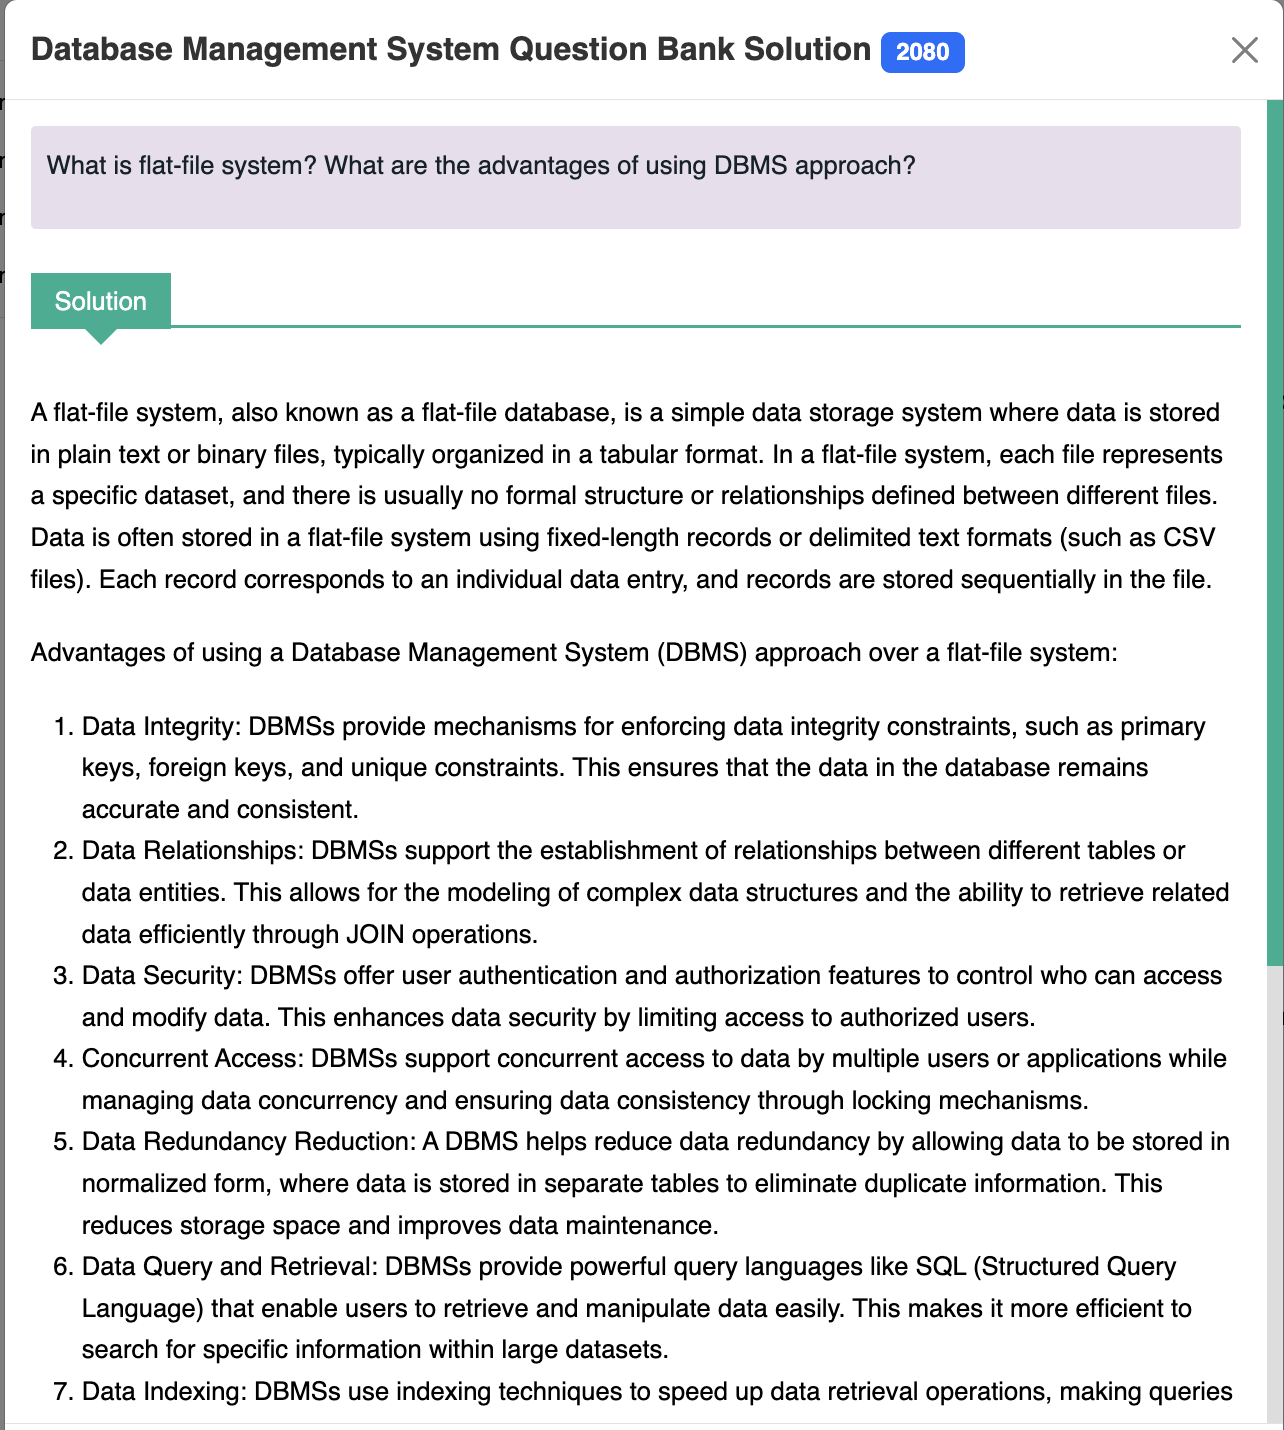 Database Management System Question Bank Solution 2080
What is flat-file system? What are the advantages of using DBMS approach?
Solution
A flat-file system, also known as a flat-file database, is a simple data storage system where data is stored
in plain text or binary files, typically organized in a tabular format. In a flat-file system, each file represents
a specific dataset, and there is usually no formal structure or relationships defined between different files.
Data is often stored in a flat-file system using fixed-length records or delimited text formats (such as CSV
files). Each record corresponds to an individual data entry, and records are stored sequentially in the file.
Advantages of using a Database Management System (DBMS) approach over a flat-file system:
1. Data Integrity: DBMSs provide mechanisms for enforcing data integrity constraints, such as primary
keys, foreign keys, and unique constraints. This ensures that the data in the database remains
accurate and consistent.
2. Data Relationships: DBMSs support the establishment of relationships between different tables or
data entities. This allows for the modeling of complex data structures and the ability to retrieve related
data efficiently through JOIN operations.
3. Data Security: DBMSs offer user authentication and authorization features to control who can access
and modify data. This enhances data security by limiting access to authorized users.
4. Concurrent Access: DBMSs support concurrent access to data by multiple users or applications while
managing data concurrency and ensuring data consistency through locking mechanisms.
5. Data Redundancy Reduction: A DBMS helps reduce data redundancy by allowing data to be stored in
normalized form, where data is stored in separate tables to eliminate duplicate information. This
reduces storage space and improves data maintenance.
6. Data Query and Retrieval: DBMSs provide powerful query languages like SQL (Structured Query
Language) that enable users to retrieve and manipulate data easily. This makes it more efficient to
search for specific information within large datasets.
7. Data Indexing: DBMSs use indexing techniques to speed up data retrieval operations, making queries